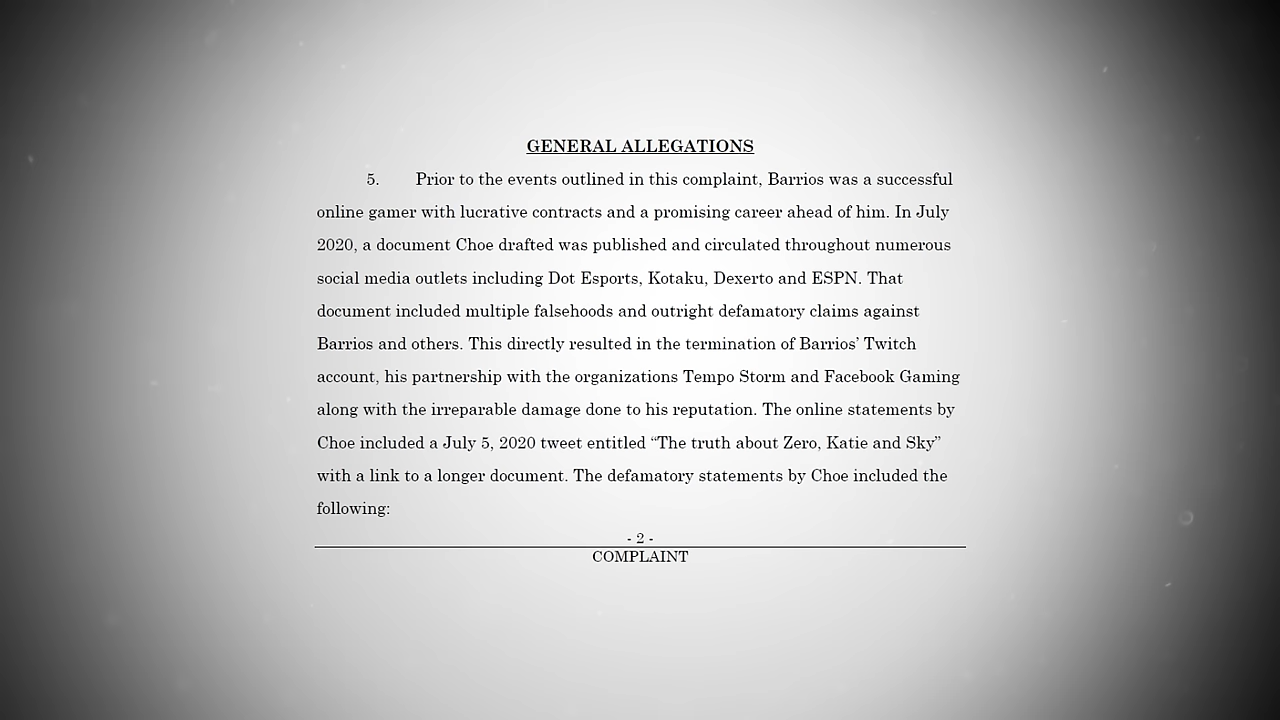 GENERAL ALLEGATIONS
5. Prior to the events outlined in this complaint, Barrios was a successful
online gamer with lucrative contracts and a promising career ahead of him. In July
2020, a document Choe drafted was published and circulated throughout numerous
social media outlets including Dot Esports, Kotaku, Dexerto and ESPN. That
document included multiple falsehoods and outright defamatory claims against
Barrios and others. This directly resulted in the termination of Barrios’ Twitch
account, his partnership with the organizations Tempo Storm and Facebook Gaming
along with the irreparable damage done to his reputation. The online statements by
Choe included a July 5, 2020 tweet entitled “The truth about Zero, Katie and Sky”
with a link to a longer document. The defamatory statements by Choe included the
following:
- 2 -
COMPLAINT